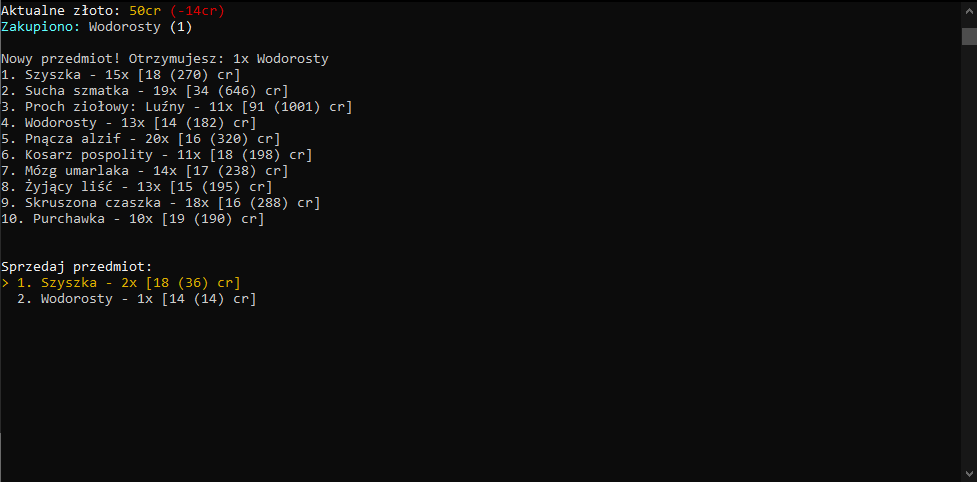 Aktualne złoto: 50cr (-14cr)
Zakupiono: Wodorosty (1)
Nowy przedmiot! Otrzymujesz: 1x Wodorosty
1. Szyszka - 15x [18 (270) cr]
2. Sucha szmatka - 19x [34 (646) cr]
3. Proch ziołowy: Luźny - 11x [91 (1001) cr]
4. Wodorosty - 13x [14 (182) cr]
5. Pnącza alzif - 20x [16 (320) cr]
6. Kosarz pospolity - 11x [18 (198) cr]
7. Mózg umarlaka - 14x [17 (238) cr]
8. Żyjący liść - 13x [15 (195) cr]
9. Skruszona czaszka - 18x [16 (288) cr]
10. Purchawka - 10x [19 (190) cr]
Sprzedaj przedmiot:
> 1. Szyszka - 2x [18 (36) cr]
2. Wodorosty - 1x [14 (14) cr]